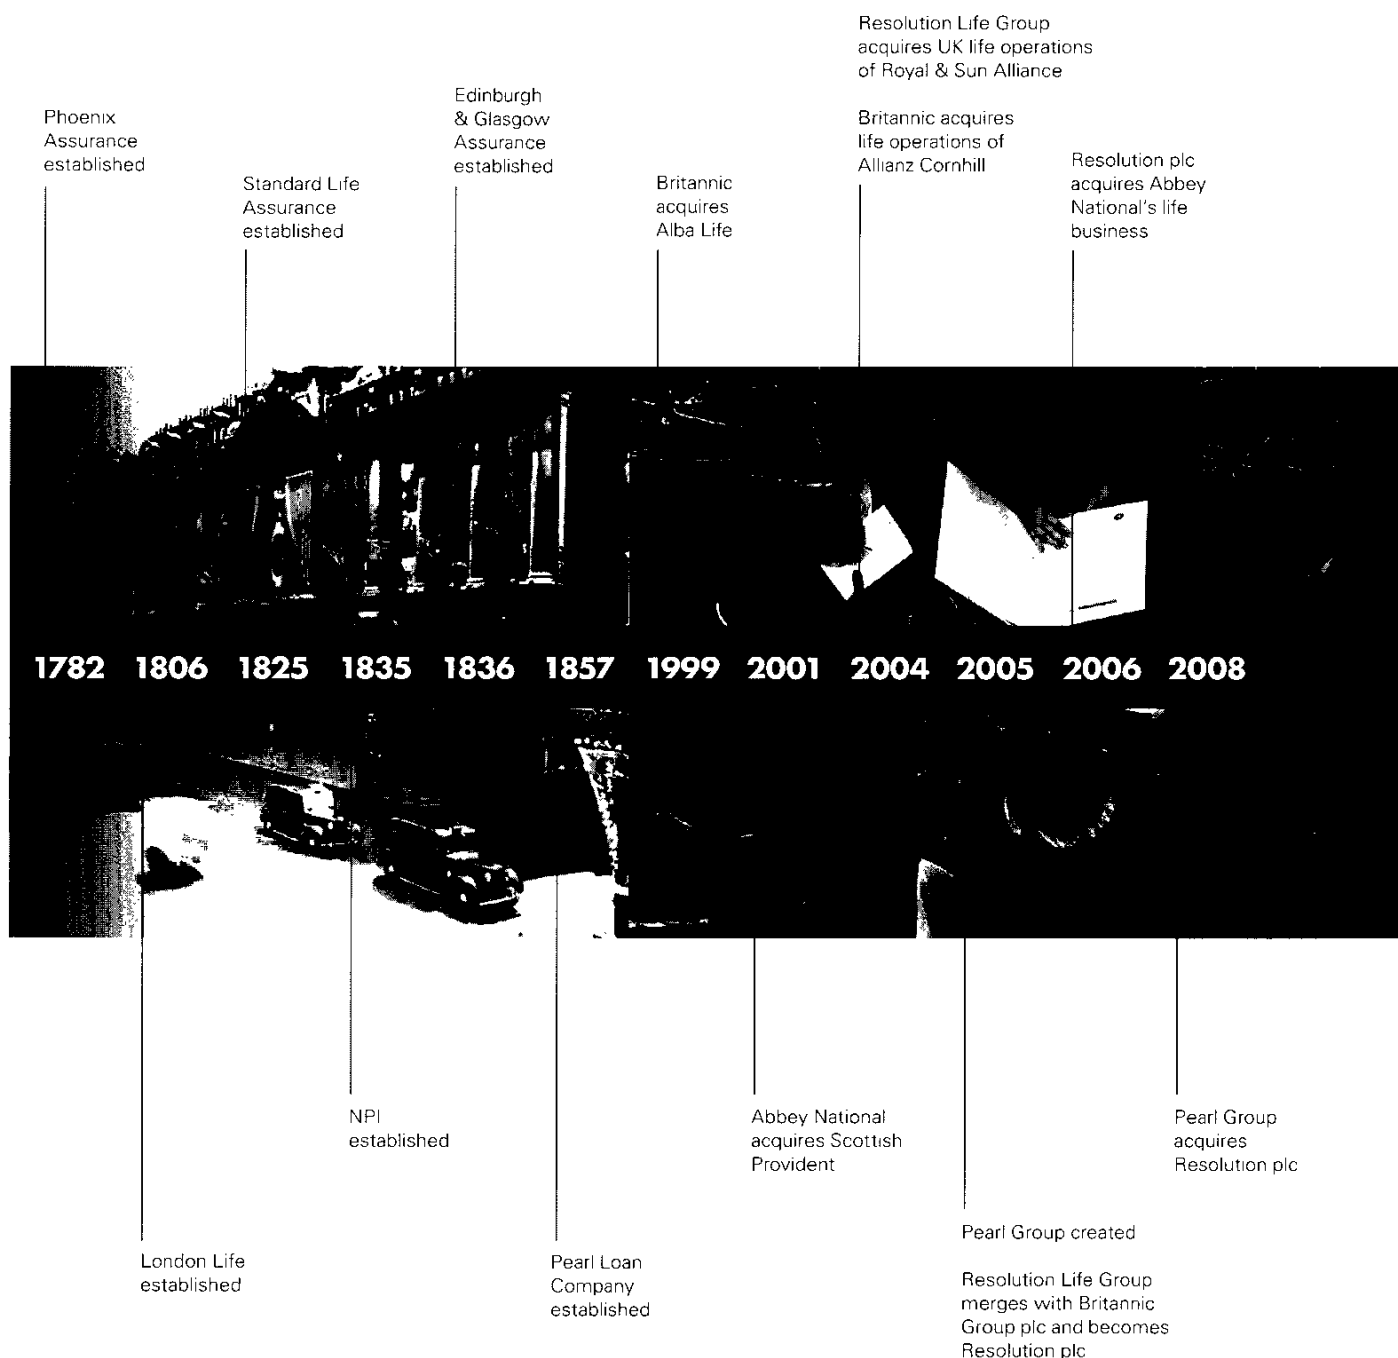 Resolution Life Group
acquires UK life operations
of Royal & Sun Alliance
Britannic acquires
life operations of
Allianz Cornhill
Phoenix
Assurance
established
Edinburgh
& Glasgow
Assurance
established
Standard Life
Assurance
established
Britannic
acquires
Alba Life
Resolution plc
acquires Abbey
National's life
business
1782 1806 1825 1835 1836 1857 1999 2001 2004 2005 2006 2008
NPI
established
Abbey National
acquires Scottish
Provident
Pearl Group
acquires
Resolution plc
London Life
established
Pearl Loan
Company
established
Pearl Group created
Resolution Life Group
merges with Britannic
Group plc and becomes
Resolution plc